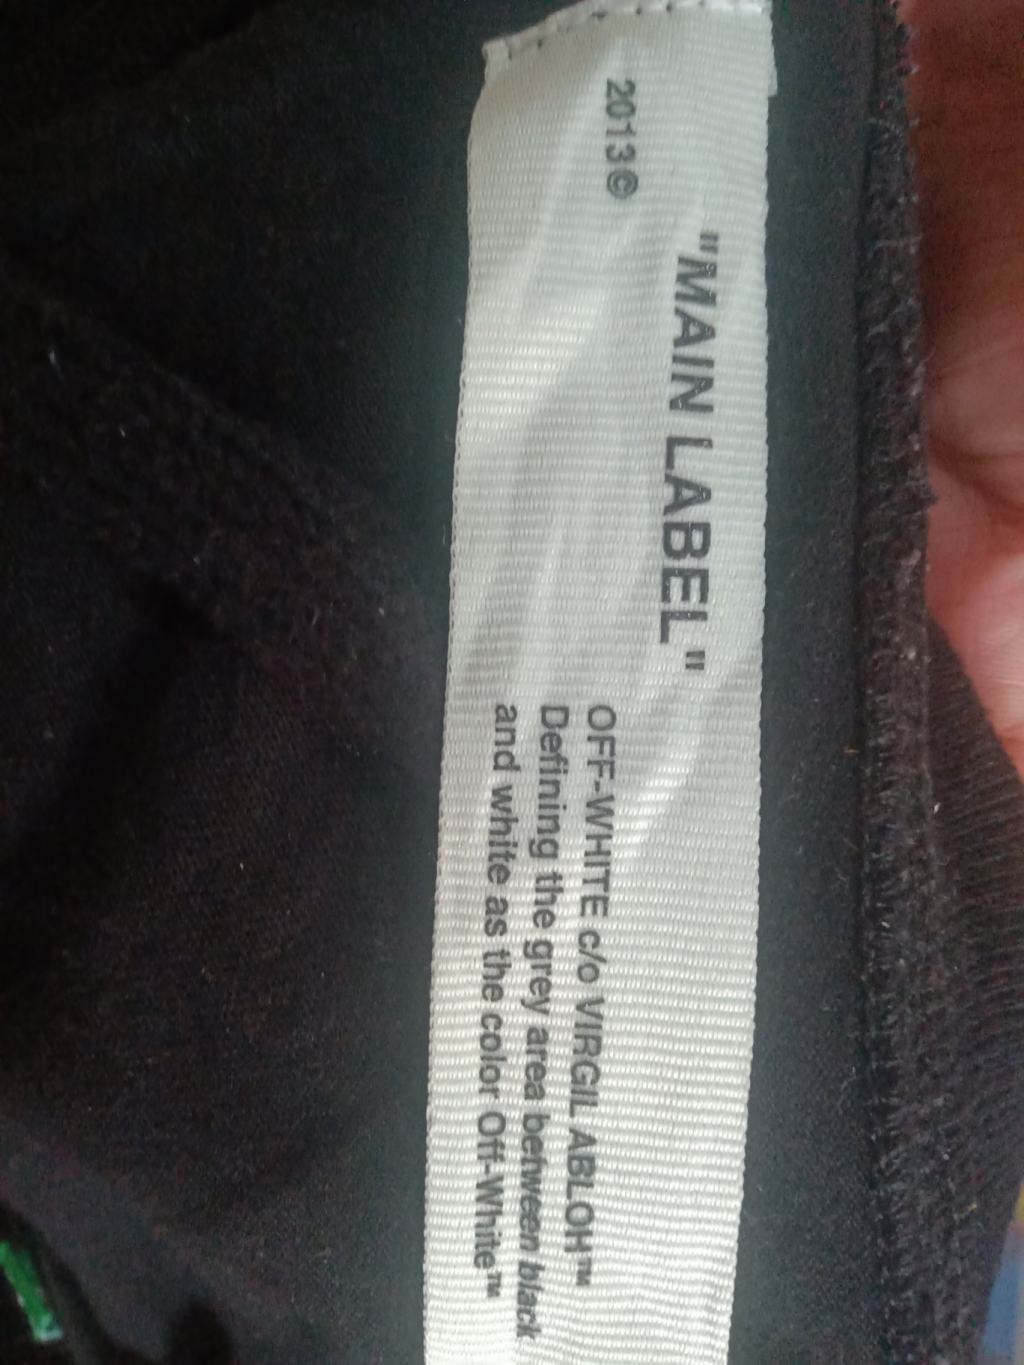 2013©
"MAIN LABEL"
OFF-WHITE c/o VIRGIL ABLOH™
Defining the grey area between black
and white as the color Off-White™